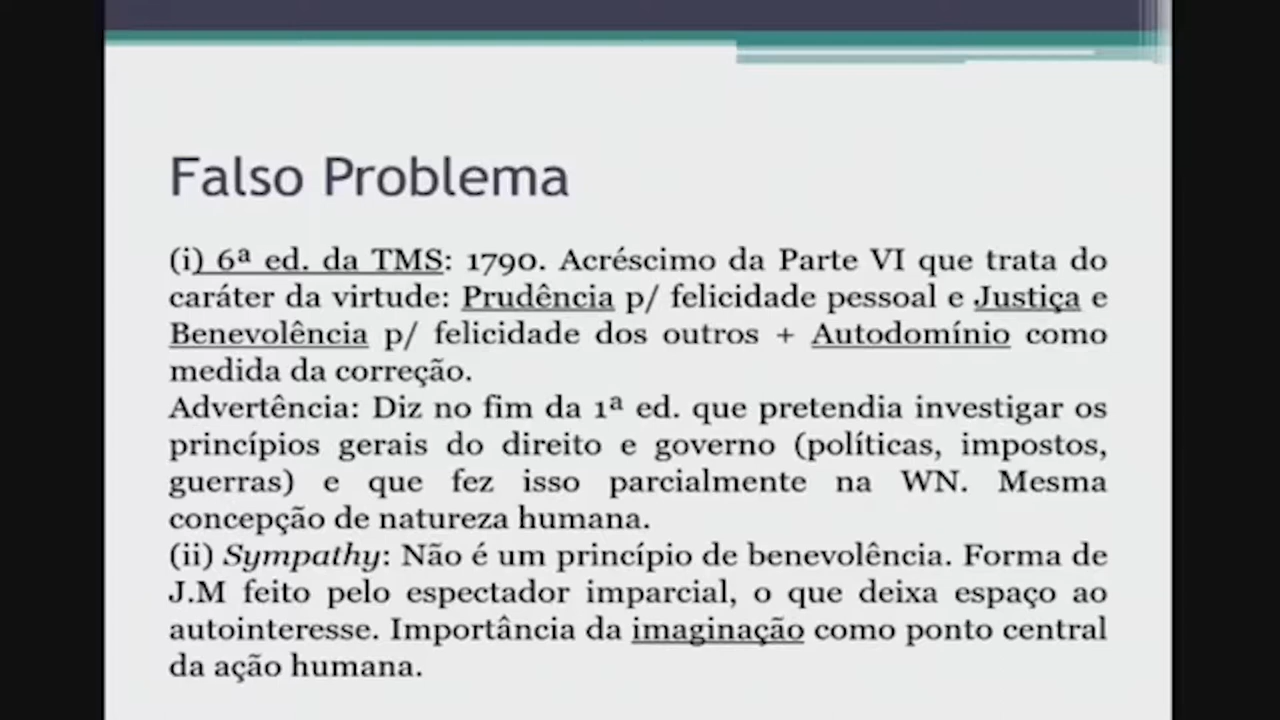 Falso Problema
(i) 6ª ed. da TMS: 1790. Acréscimo da Parte VI que trata do
caráter da virtude: Prudência p/ felicidade pessoal e Justiça e
Benevolência p/ felicidade dos outros + Autodomínio como
medida da correção.
Advertência: Diz no fim da 1ª ed. que pretendia investigar os
princípios gerais do direito e governo (políticas, impostos,
guerras) e que fez isso parcialmente na WN. Mesma
concepção de natureza humana.
(ii) Sympathy: Não é um princípio de benevolência. Forma de
J.M feito pelo espectador imparcial, o que deixa espaço ao
autointeresse. Importância da imaginação como ponto central
da ação humana.